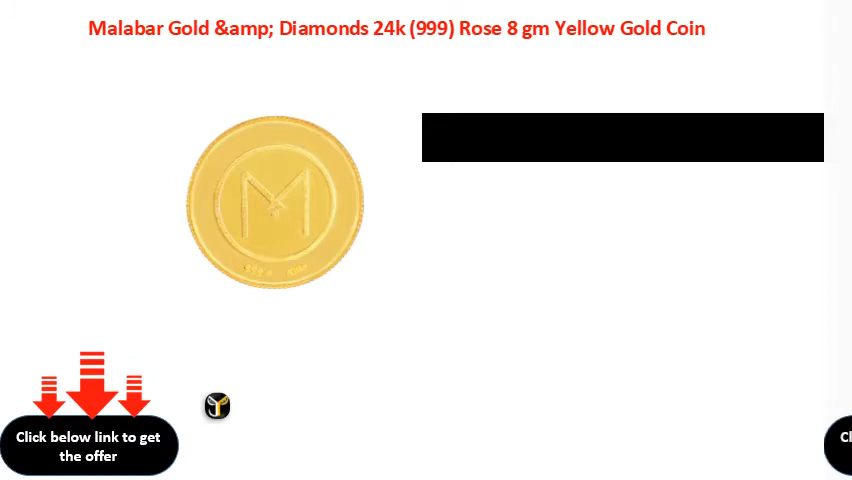 Malabar Gold &amp; Diamonds 24k (999) Rose 8 gm Yellow Gold Coin
M
Click below link to get
the offer
Cl